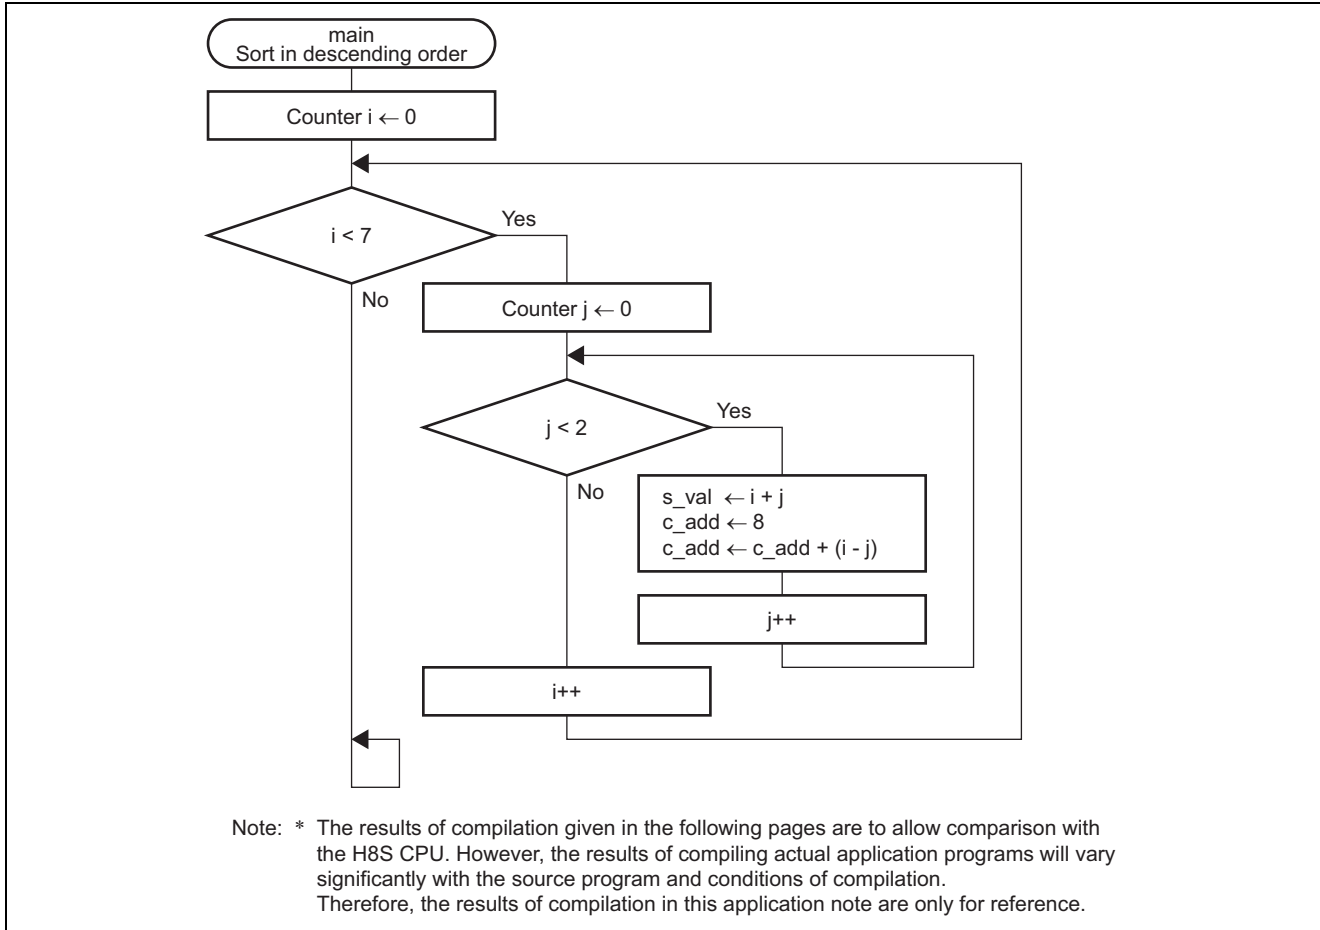 main
Sort in descending order
Counter i ← 0
i < 7
Yes
No
Counter j ← 0
j < 2
Yes
No
s_val ← i + j
c_add ← 8
c_add ← c_add + (i - j)
j++
i++
Note: * The results of compilation given in the following pages are to allow comparison with
the H8S CPU. However, the results of compiling actual application programs will vary
significantly with the source program and conditions of compilation.
Therefore, the results of compilation in this application note are only for reference.